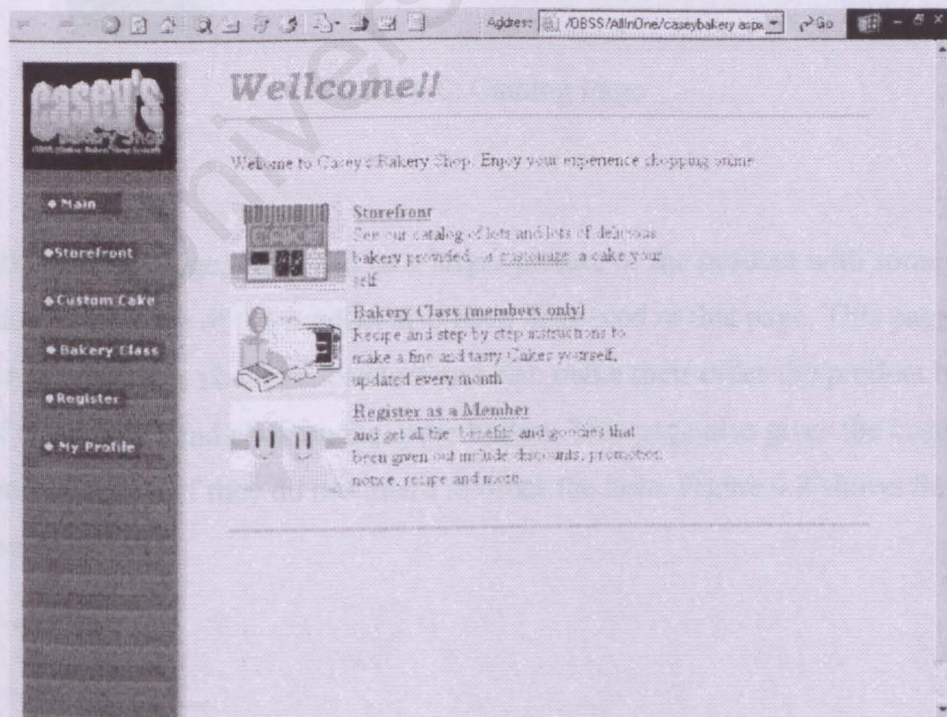 Address /OBSS/AllInOne/caseybakery.aspx Go
Casey's
Bakery Shop
Wellcome!!
Wellcome to Casey's Bakery Shop. Enjoy your experience shopping online
Main
Storefront
Custom Cake
Bakery Class
Register
My Profile
Storefront
See our catalog of lots and lots of delicious
bakery provided, or customize a cake your
self
Bakery Class (members only)
Recipe and step by step instructions to
make a fine and tasty Cakes yourself,
updated every month
Register as a Member
and get all the benefit and goodies that
been given out include discounts, promotion
notice, recipe and more